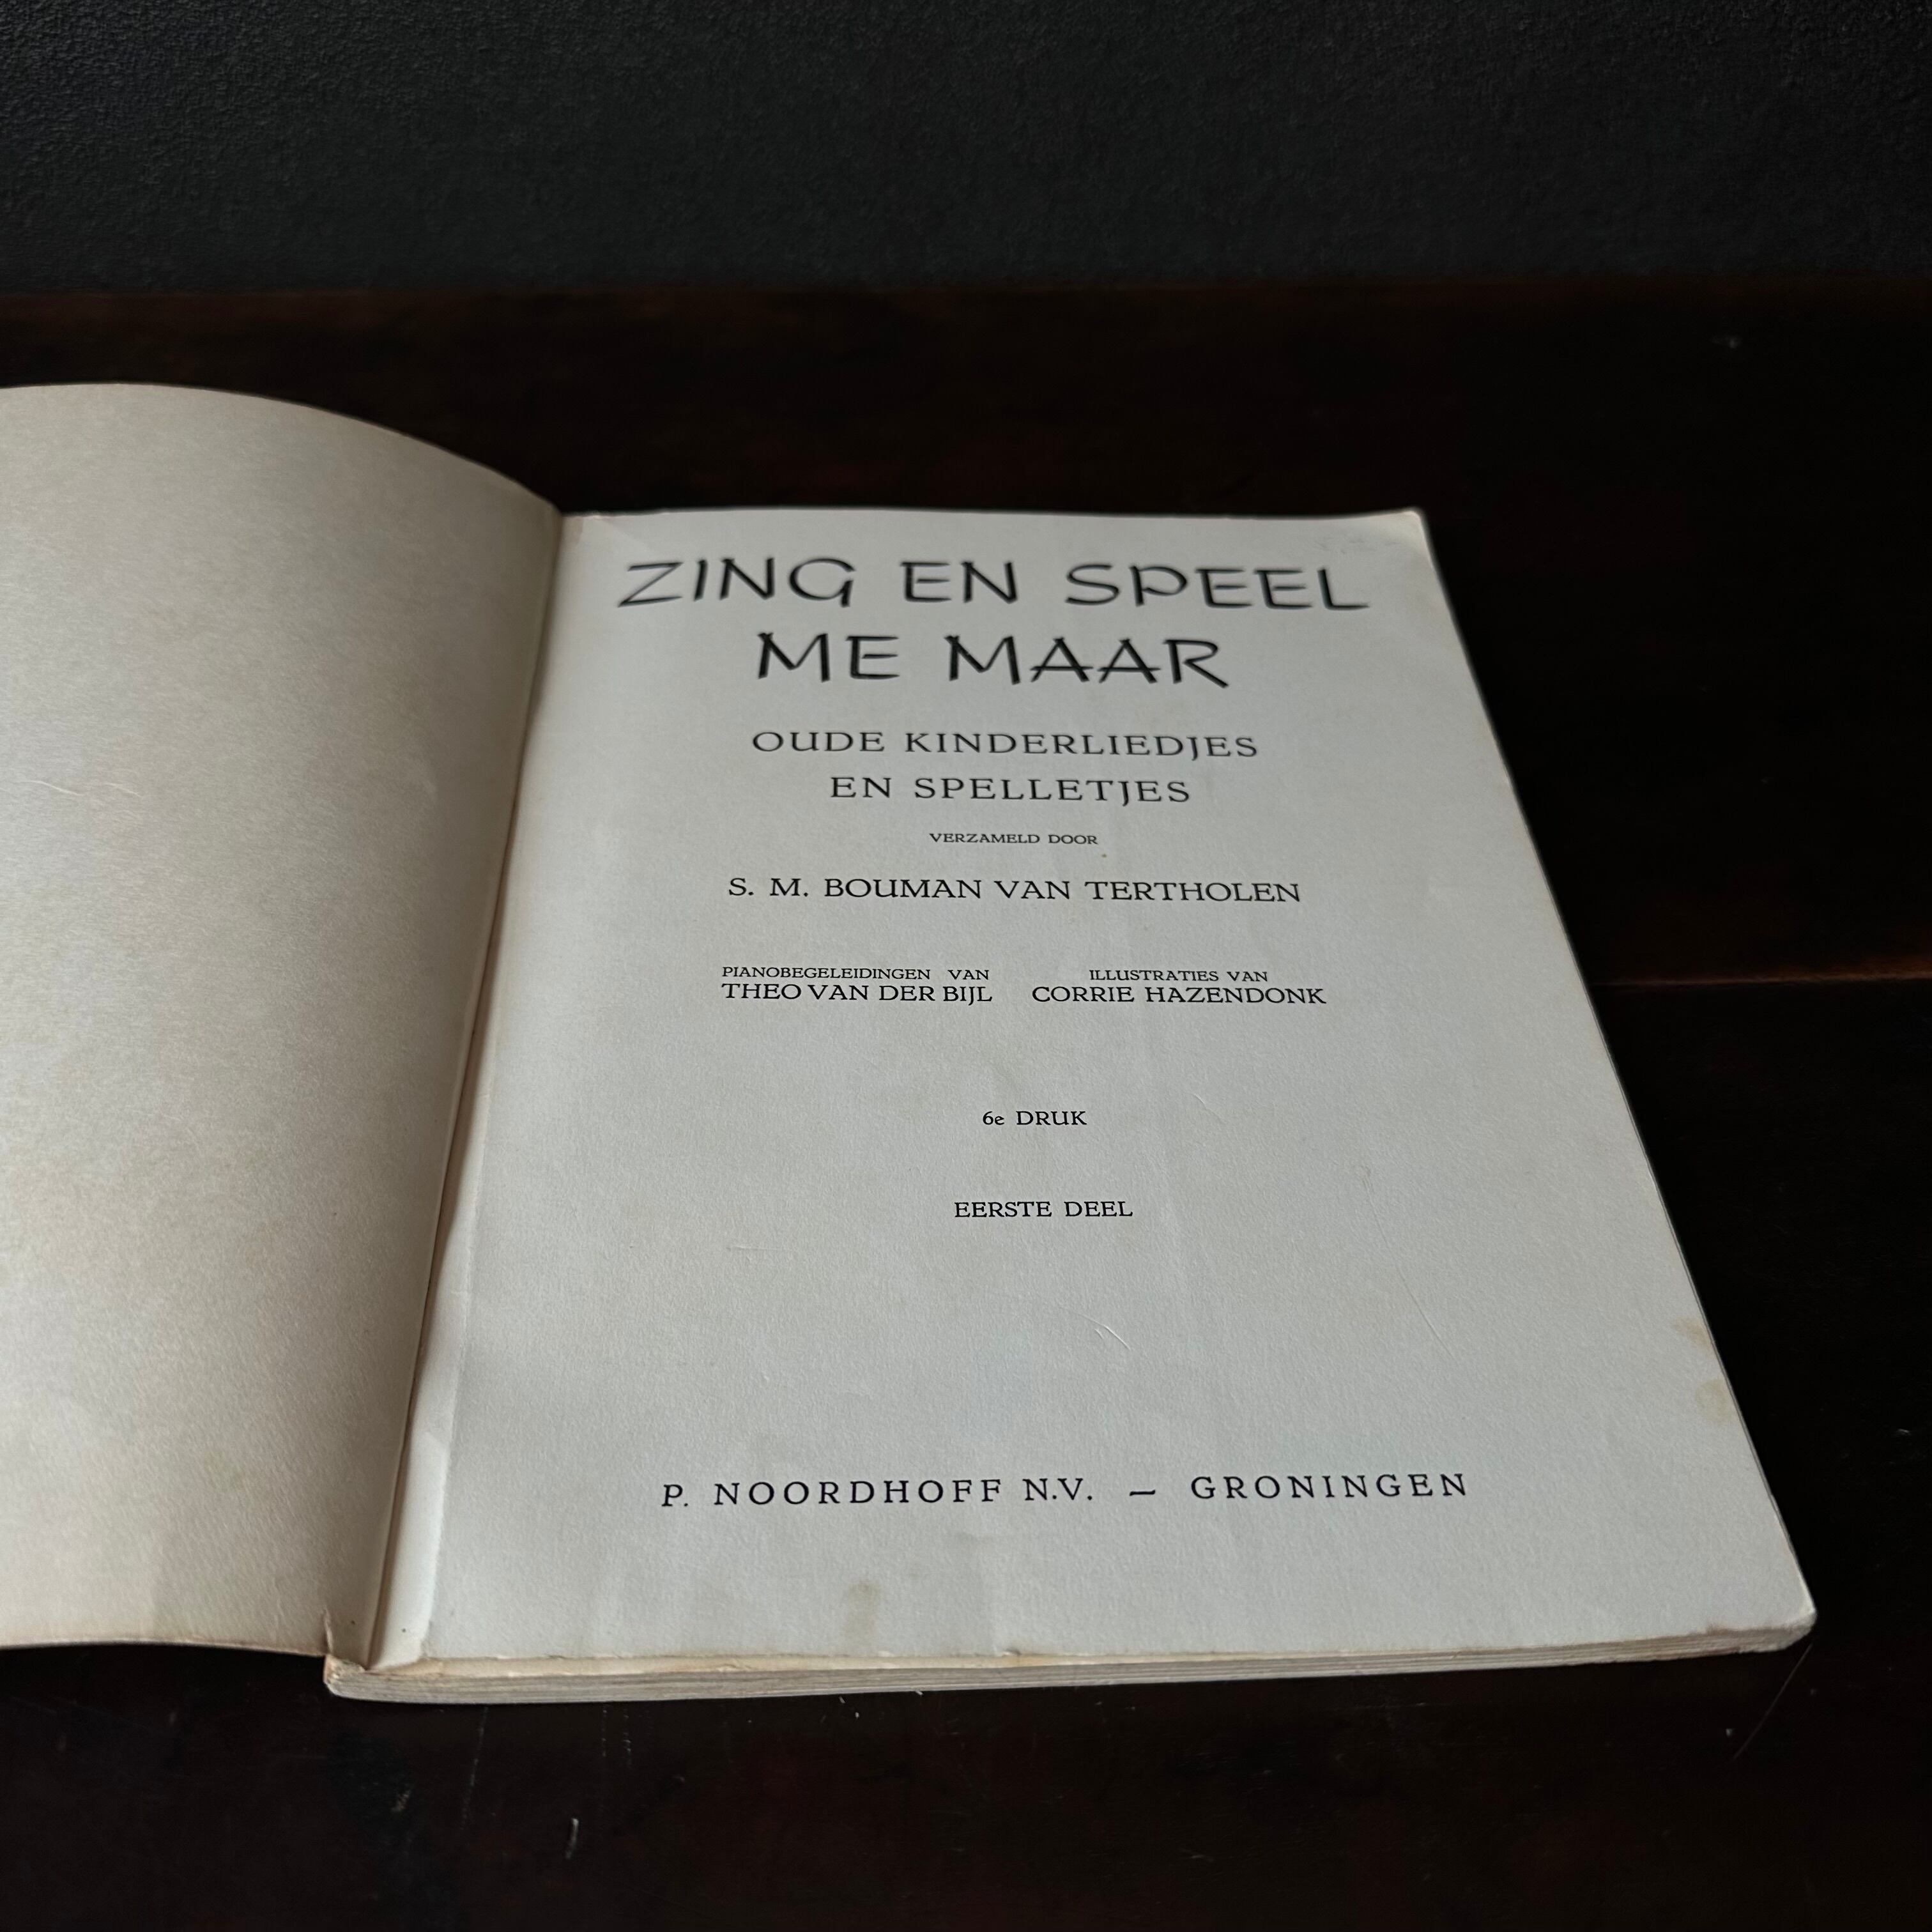 ZING EN SPEEL
ME MAAR
OUDE KINDERLIEDJES
EN SPELLETJES
VERZAMELD DOOR
S. M. BOUMAN VAN TERTHOLEN
PIANOBEGELEIDINGEN VAN
THEO VAN DER BIJL
ILLUSTRATIES VAN
CORRIE HAZENDONK
6e DRUK
EERSTE DEEL
P. NOORDHOFF N.V. — GRONINGEN